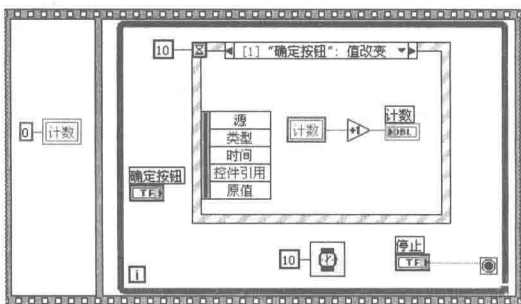 10
[1] "确定按钮": 值改变
0
计数
源
类型
时间
控件引用
原值
计数
+1
计数
DBL
确定按钮
TF
10
停止
TF
i